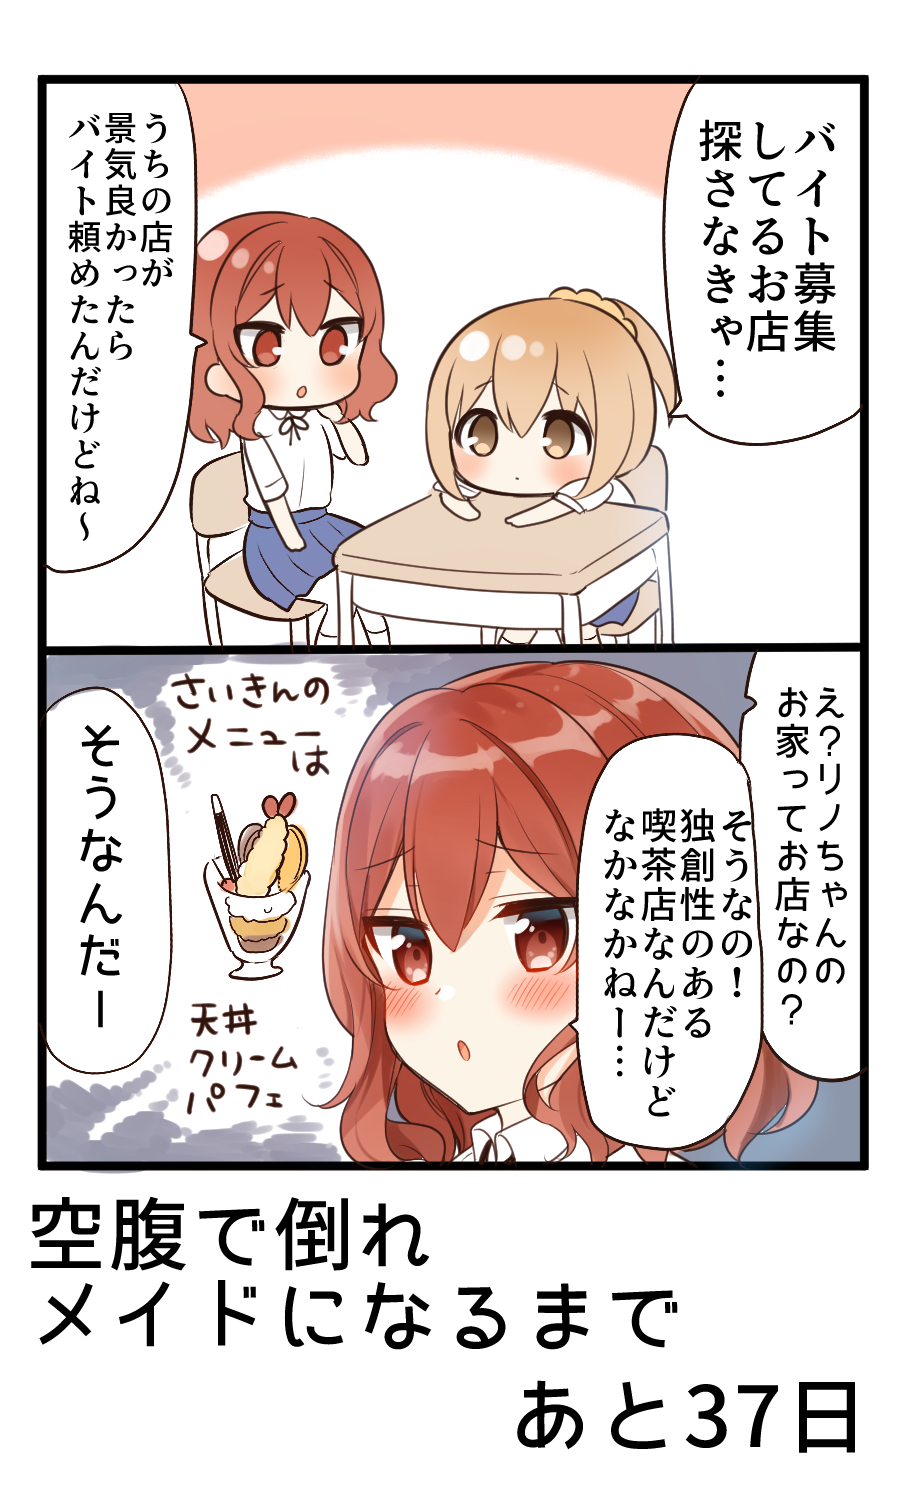 バイト募集
してるお店
探さなきゃ…
うちの店が
景気良かったら
バイト頼めたんだけどね～
え？リノちゃんの
お家ってお店なの？
そうなの！
独創性のある
喫茶店なんだけど
なかなかねー…
さいきんの
メニュー
は
天丼
クリーム
パフェ
そうなんだー
空腹で倒れ
メイドになるまで
あと37日